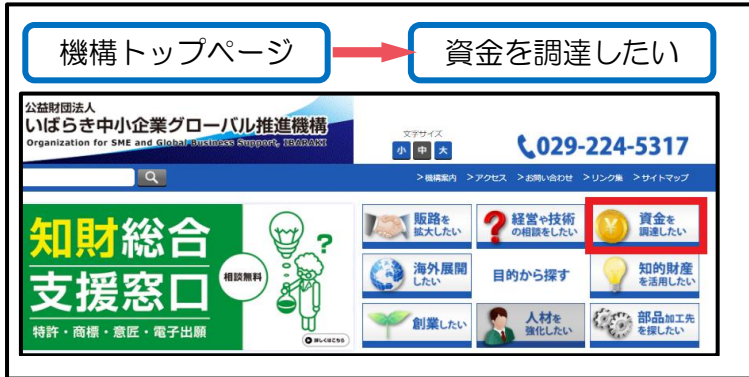 機構トップページ
資金を調達したい
公益財団法人
いばらき中小企業グローバル推進機構
Organization for SME and Global Business Support, IBARAKI
文字サイズ
小 中 大
029-224-5317
>機構案内 >アクセス >お問い合わせ >リンク集 >サイトマップ
知財総合
支援窓口
相談無料
?
特許・商標・意匠・電子出願
詳しくはこちら
販路を
拡大したい
?
経営や技術
の相談をしたい
資金を
調達したい
海外展開
したい
目的から探す
知的財産
を活用したい
創業したい
人材を
強化したい
部品加工先
を探したい